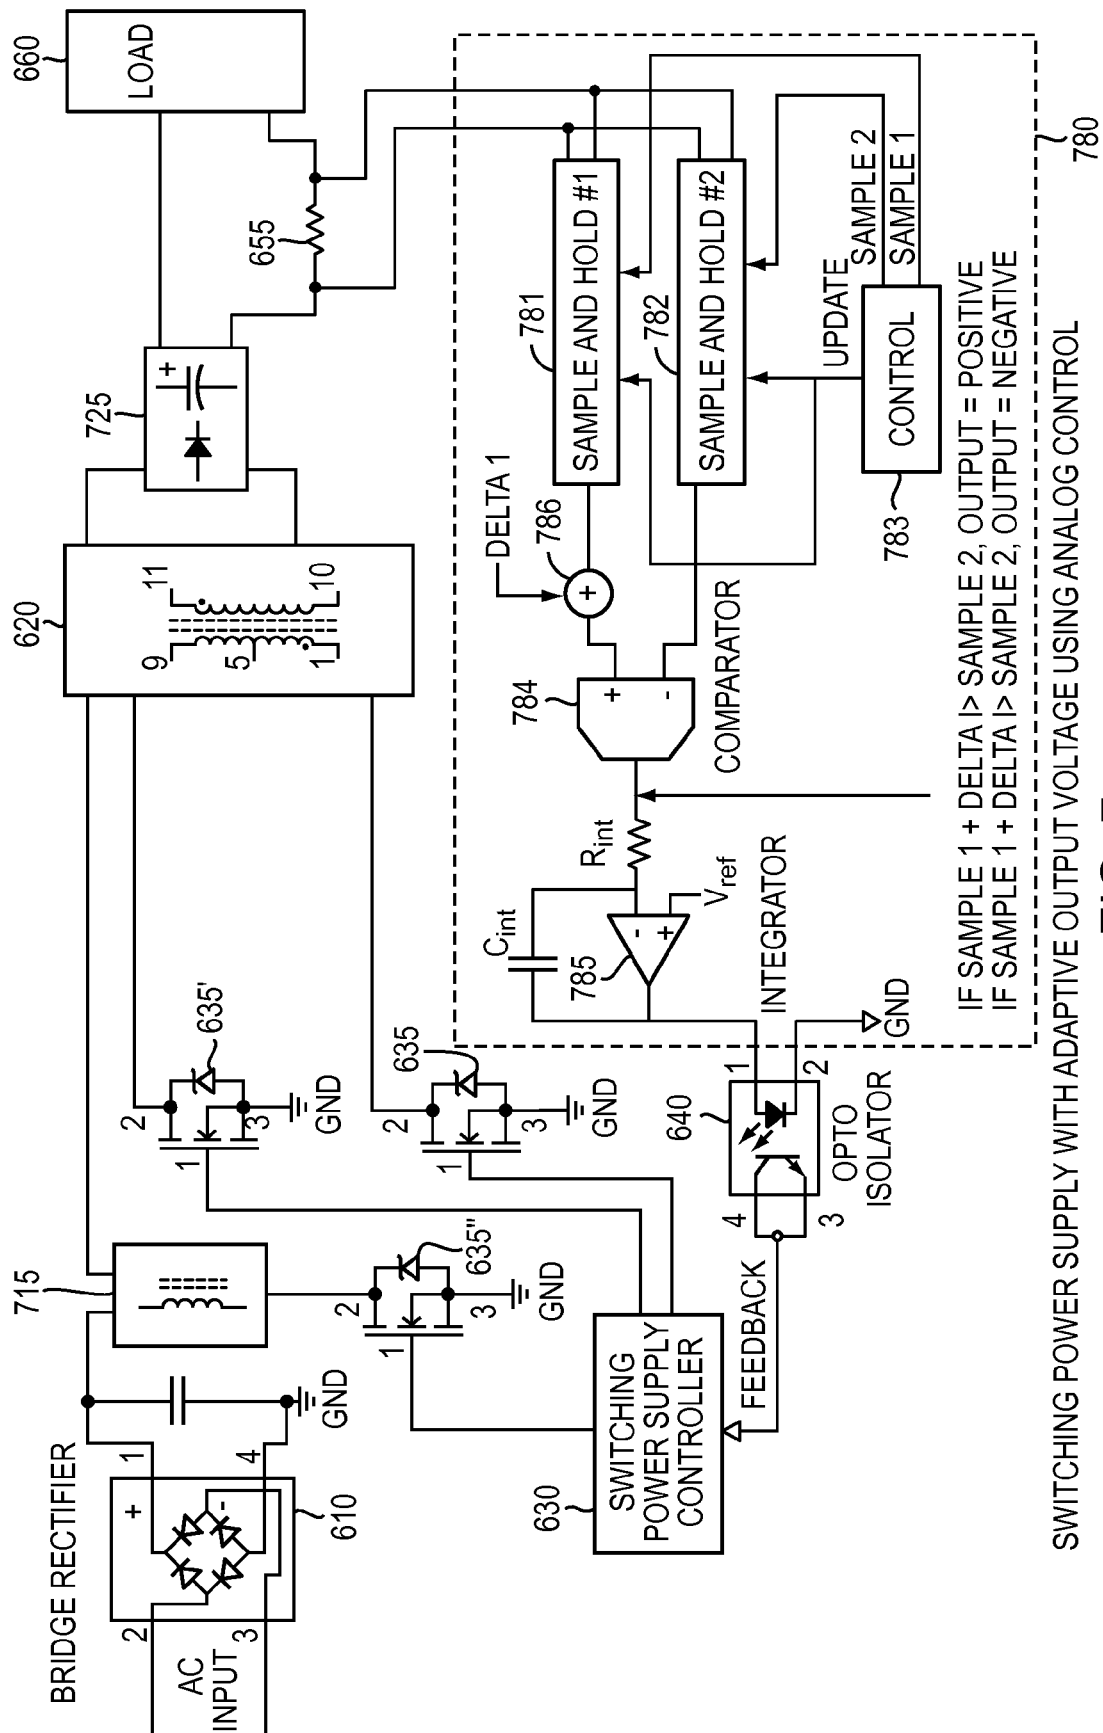 BRIDGE RECTIFIER
AC
INPUT
2
3
+
-
1
4
610
GND
715
1
2
3
635"
GND
1
2
3
635'
GND
1
2
3
635
GND
620
9
5
1
11
10
725
+
655
660
LOAD
630
SWITCHING
POWER SUPPLY
CONTROLLER
FEEDBACK
4
3
640
OPTO
ISOLATOR
1
2
GND
INTEGRATOR
Cint
785
-
+
Vref
Rint
784
+
-
COMPARATOR
DELTA 1
786
+
781
SAMPLE AND HOLD #1
782
SAMPLE AND HOLD #2
UPDATE
SAMPLE 2
SAMPLE 1
783
CONTROL
780
IF SAMPLE 1 + DELTA I> SAMPLE 2, OUTPUT = POSITIVE
IF SAMPLE 1 + DELTA I> SAMPLE 2, OUTPUT = NEGATIVE
SWITCHING POWER SUPPLY WITH ADAPTIVE OUTPUT VOLTAGE USING ANALOG CONTROL